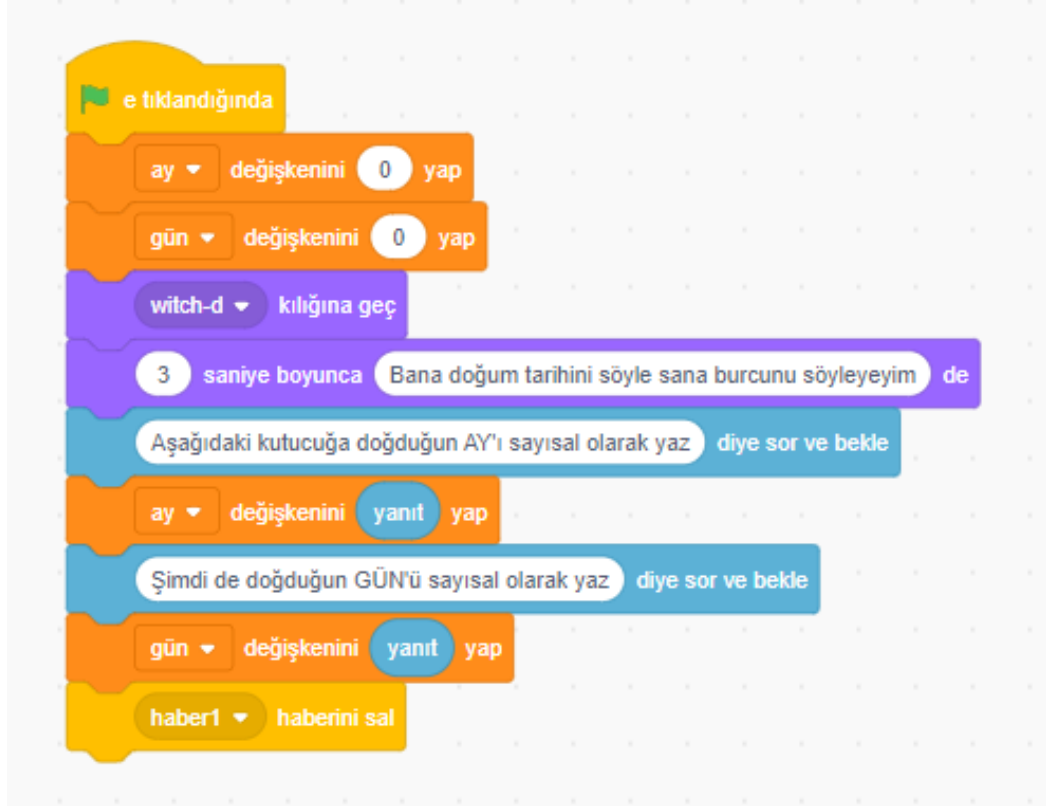 e tıklandığında
ay değişkenini 0 yap
gün değişkenini 0 yap
witch-d kılığına geç
3 saniye boyunca Bana doğum tarihini söyle sana burcunu söyleyeyim de
Aşağıdaki kutucuğa doğduğun AY'ı sayısal olarak yaz diye sor ve bekle
ay değişkenini yanıt yap
Şimdi de doğduğun GÜN'ü sayısal olarak yaz diye sor ve bekle
gün değişkenini yanıt yap
haber1 haberini sal